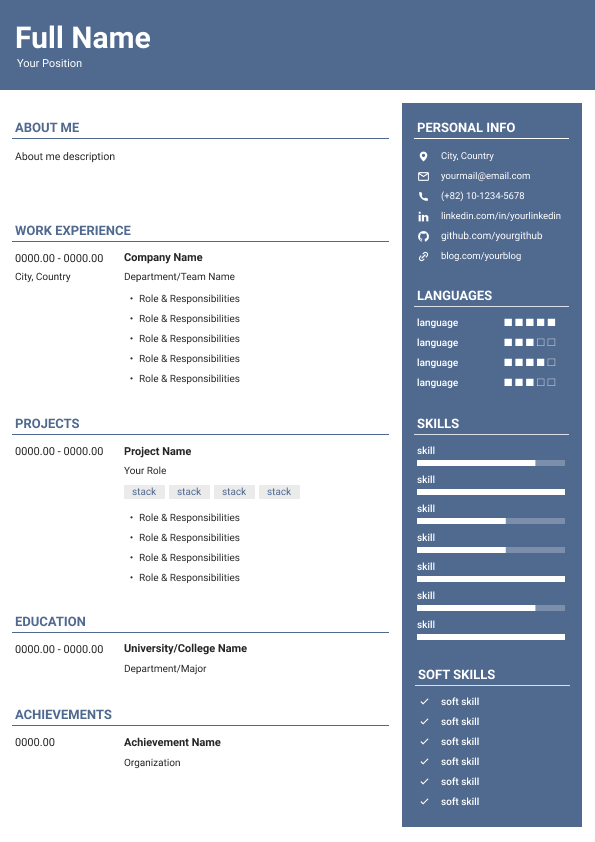 Full Name
Your Position
ABOUT ME
About me description
WORK EXPERIENCE
0000.00 - 0000.00
City, Country
Company Name
Department/Team Name
• Role & Responsibilities
• Role & Responsibilities
• Role & Responsibilities
• Role & Responsibilities
• Role & Responsibilities
PROJECTS
0000.00 - 0000.00
Project Name
Your Role
stack stack stack stack
• Role & Responsibilities
• Role & Responsibilities
• Role & Responsibilities
• Role & Responsibilities
EDUCATION
0000.00 - 0000.00
University/College Name
Department/Major
ACHIEVEMENTS
0000.00
Achievement Name
Organization
PERSONAL INFO
City, Country
yourmail@email.com
(+82) 10-1234-5678
linkedin.com/in/yourlinkedin
github.com/yourgithub
blog.com/yourblog
LANGUAGES
language
language
language
language
SKILLS
skill
skill
skill
skill
skill
skill
skill
SOFT SKILLS
soft skill
soft skill
soft skill
soft skill
soft skill
soft skill